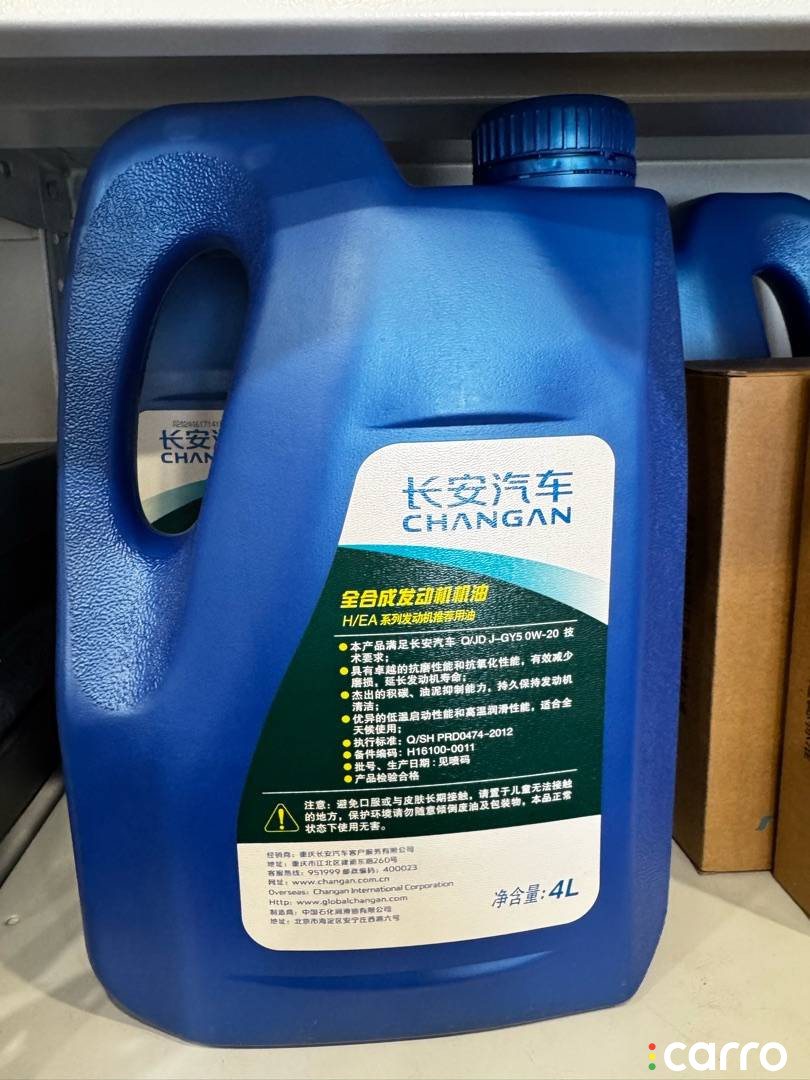 长安汽车
CHANGAN
全合成发动机机油
H/EA 系列发动机推荐用油
本产品满足长安汽车 Q/JD J-GY5 0W-20 技
术要求；
具有卓越的抗磨性能和抗氧化性能，有效减少
磨损，延长发动机寿命；
杰出的积碳、油泥抑制能力，持久保持发动机
清洁；
优异的低温启动性能和高温润滑性能，适合全
天候使用；
执行标准：Q/SH PRD0474-2012
备件编码：H16100-0011
批号、生产日期：见喷码
产品检验合格
注意：避免口服或与皮肤长期接触，请置于儿童无法接触
的地方，保护环境请勿随意倾倒废油及包装物，本品正常
状态下使用无害。
经销商：重庆长安汽车客户服务有限公司
地址：重庆市江北区建新东路260号
客服热线：951999 邮政编码：400023
网址：www.changan.com.cn
Overseas: Changan International Corporation
Http: www.globalchangan.com
制造商：中国石化润滑油有限公司
地址：北京市海淀区安宁庄西路六号
净含量：4L
长安汽
CHANGAN
carro